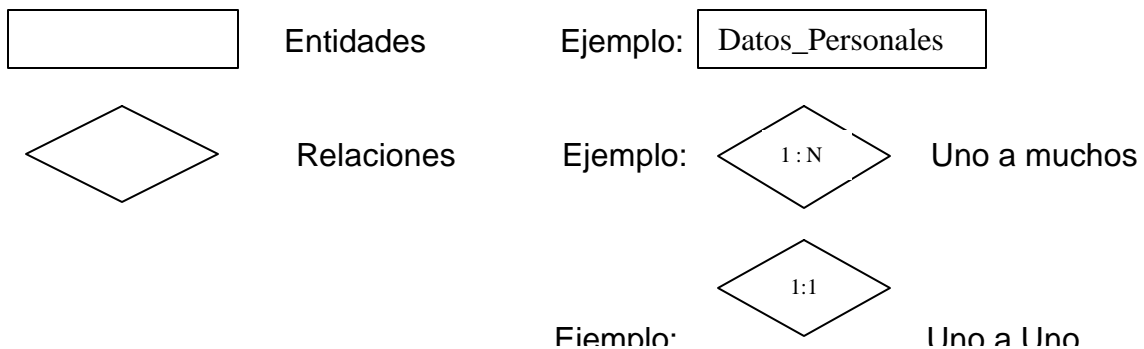 Entidades Ejemplo: Datos_Personales
Relaciones Ejemplo: 1 : N Uno a muchos
1:1
Ejemplo: Uno a Uno